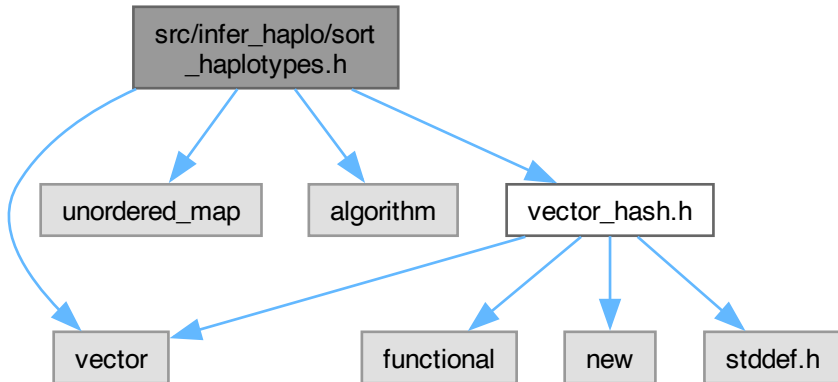 src/infer_haplo/sort
_haplotypes.h
unordered_map
algorithm
vector_hash.h
vector
functional
new
stddef.h